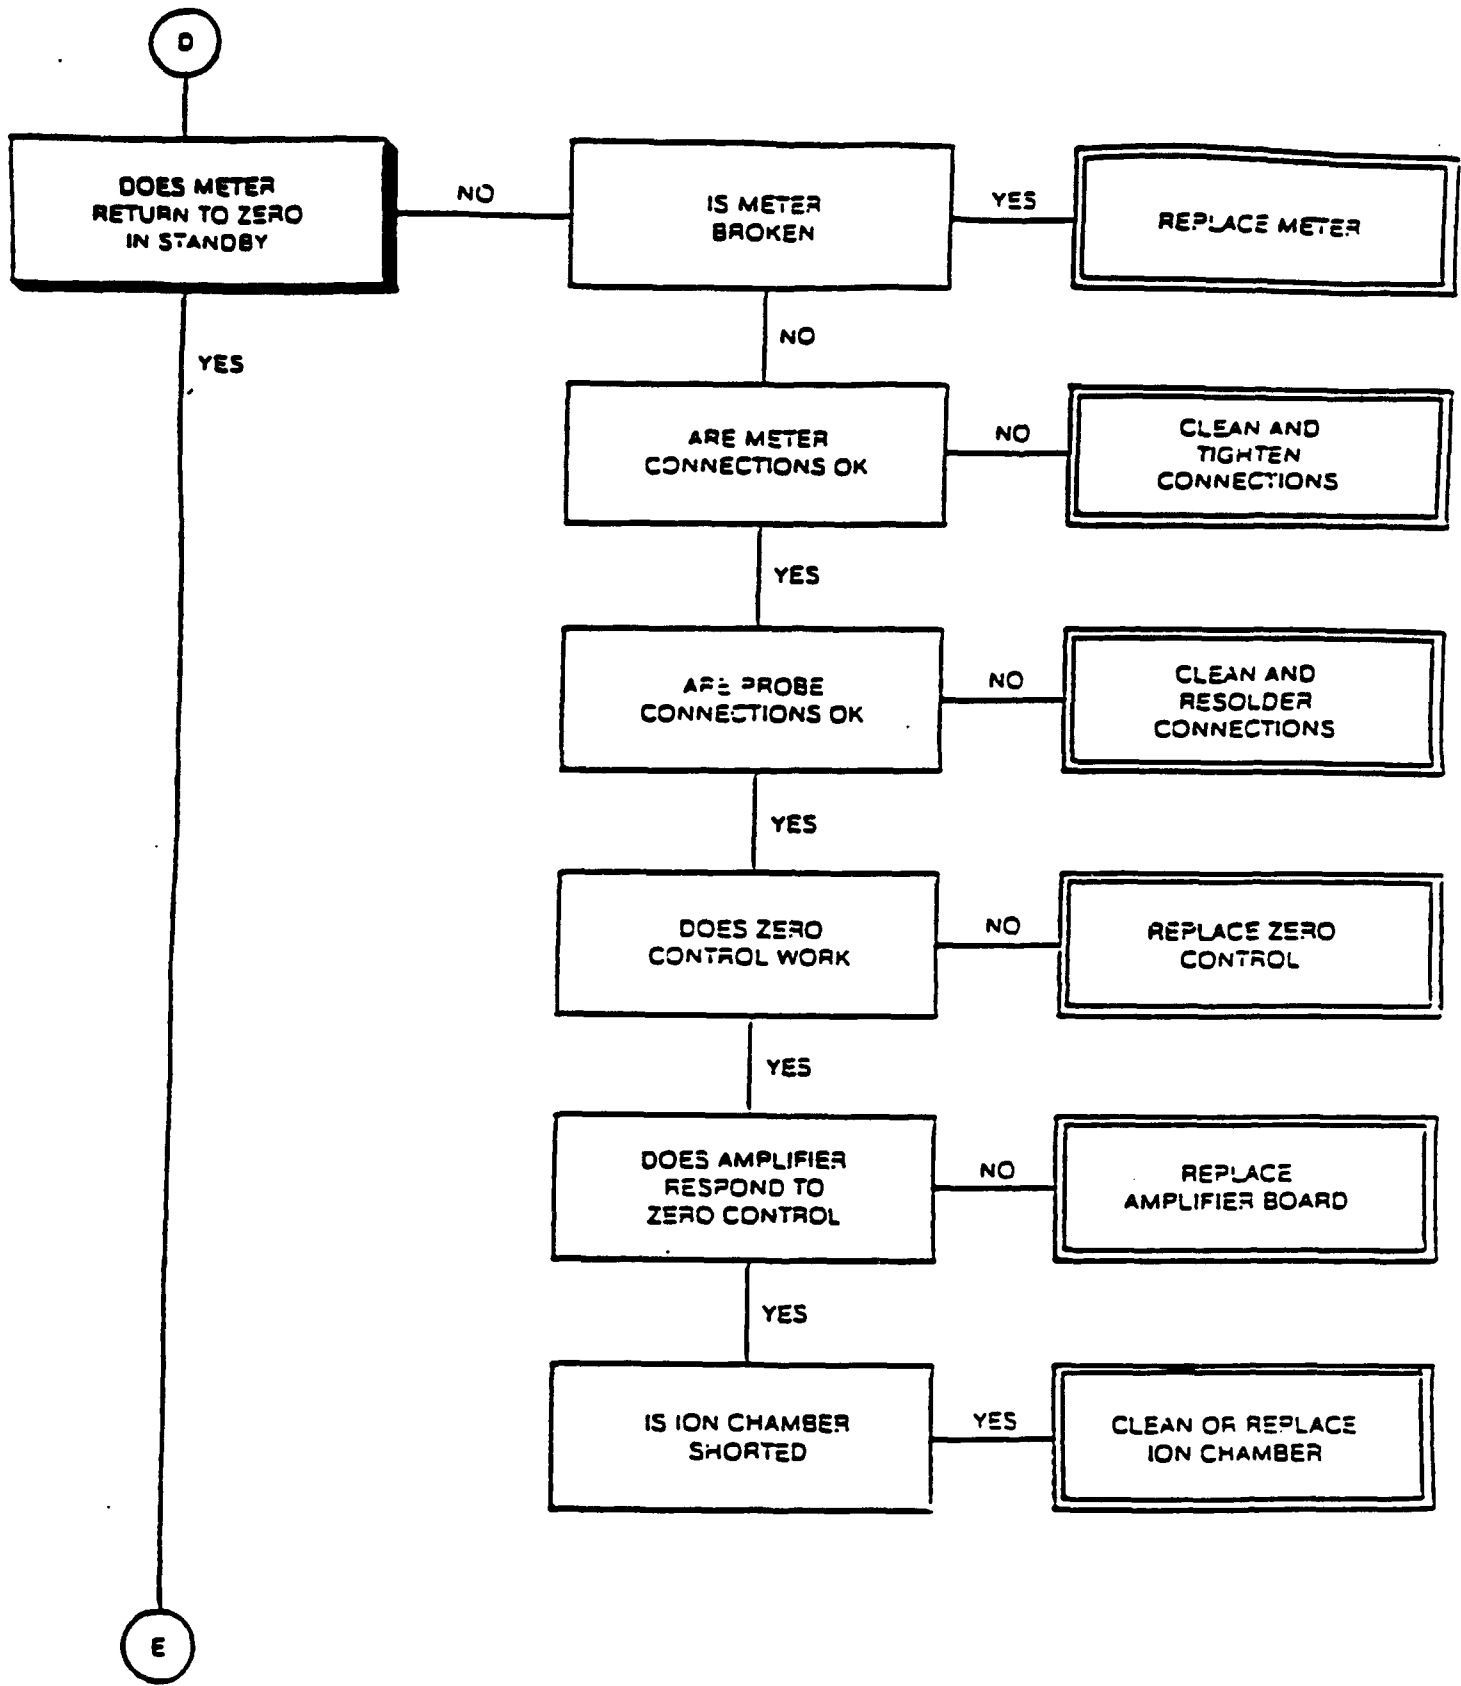 D
DOES METER
RETURN TO ZERO
IN STANDBY
NO
IS METER
BROKEN
YES
REPLACE METER
YES
NO
ARE METER
CONNECTIONS OK
NO
CLEAN AND
TIGHTEN
CONNECTIONS
YES
ARE PROBE
CONNECTIONS OK
NO
CLEAN AND
RESOLDER
CONNECTIONS
YES
DOES ZERO
CONTROL WORK
NO
REPLACE ZERO
CONTROL
YES
DOES AMPLIFIER
RESPOND TO
ZERO CONTROL
NO
REPLACE
AMPLIFIER BOARD
YES
IS ION CHAMBER
SHORTED
YES
CLEAN OR REPLACE
ION CHAMBER
E